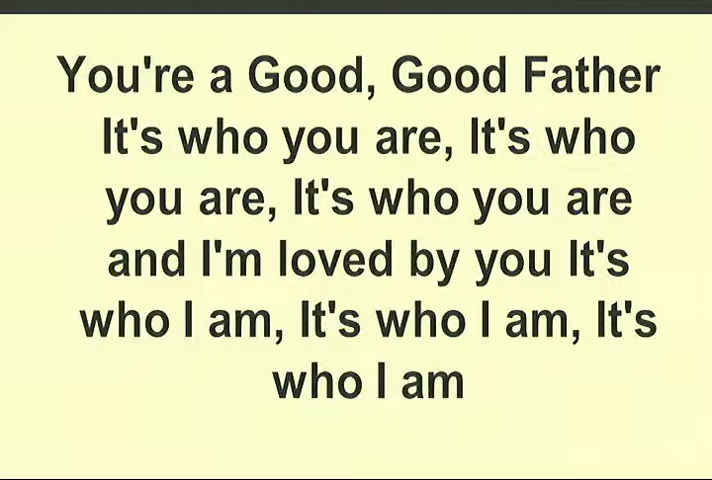 You're a Good, Good Father
It's who you are, It's who
you are, It's who you are
and I'm loved by you It's
who I am, It's who I am, It's
who I am